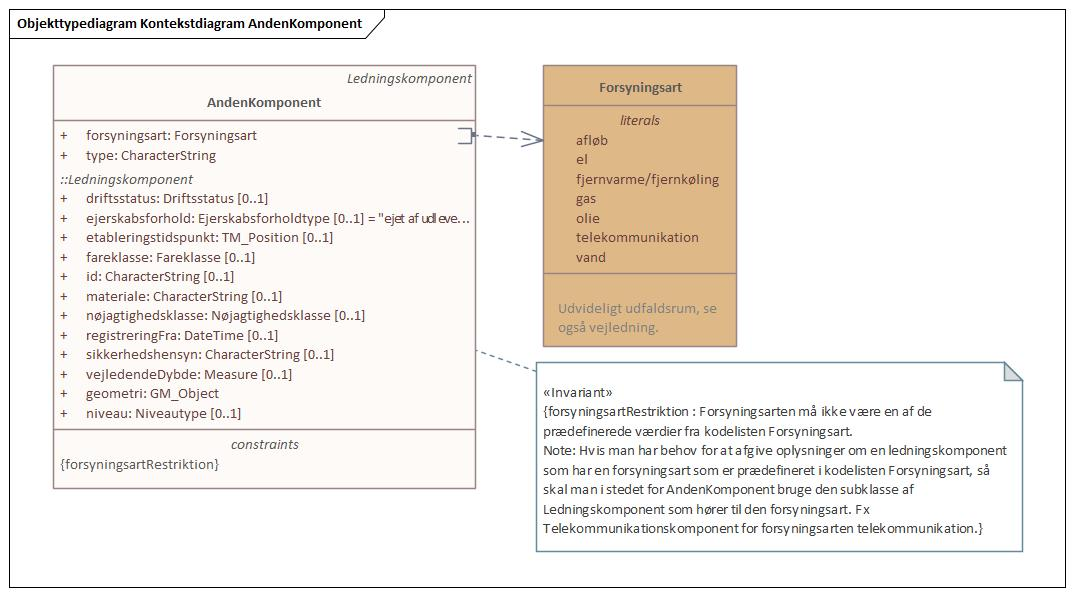 Objekttypediagram Kontekstdiagram AndenKomponent
Ledningskomponent
AndenKomponent
+ forsyningsart: Forsyningsart
+ type: CharacterString
::Ledningskomponent
+ driftsstatus: Driftsstatus [0..1]
+ ejerskabsforhold: Ejerskabsforholdtype [0..1] = "ejet af udleve...
+ etableringstidspunkt: TM_Position [0..1]
+ fareklasse: Fareklasse [0..1]
+ id: CharacterString [0..1]
+ materiale: CharacterString [0..1]
+ nøjagtighedsklasse: Nøjagtighedsklasse [0..1]
+ registreringFra: DateTime [0..1]
+ sikkerhedshensyn: CharacterString [0..1]
+ vejledendeDybde: Measure [0..1]
+ geometri: GM_Object
+ niveau: Niveautype [0..1]
constraints
{forsyningsartRestriktion}
Forsyningsart
literals
afløb
el
fjernvarme/fjernkøling
gas
olie
telekommunikation
vand
Udvideligt udfaldsrum, se
også vejledning.
«Invariant»
{forsyningsartRestriktion : Forsyningsarten må ikke være en af de
prædefinerede værdier fra kodelisten Forsyningsart.
Note: Hvis man har behov for at afgive oplysninger om en ledningskomponent
som har en forsyningsart som er prædefineret i kodelisten Forsyningsart, så
skal man i stedet for AndenKomponent bruge den subklasse af
Ledningskomponent som hører til den forsyningsart. Fx
Telekommunikationskomponent for forsyningsarten telekommunikation.}